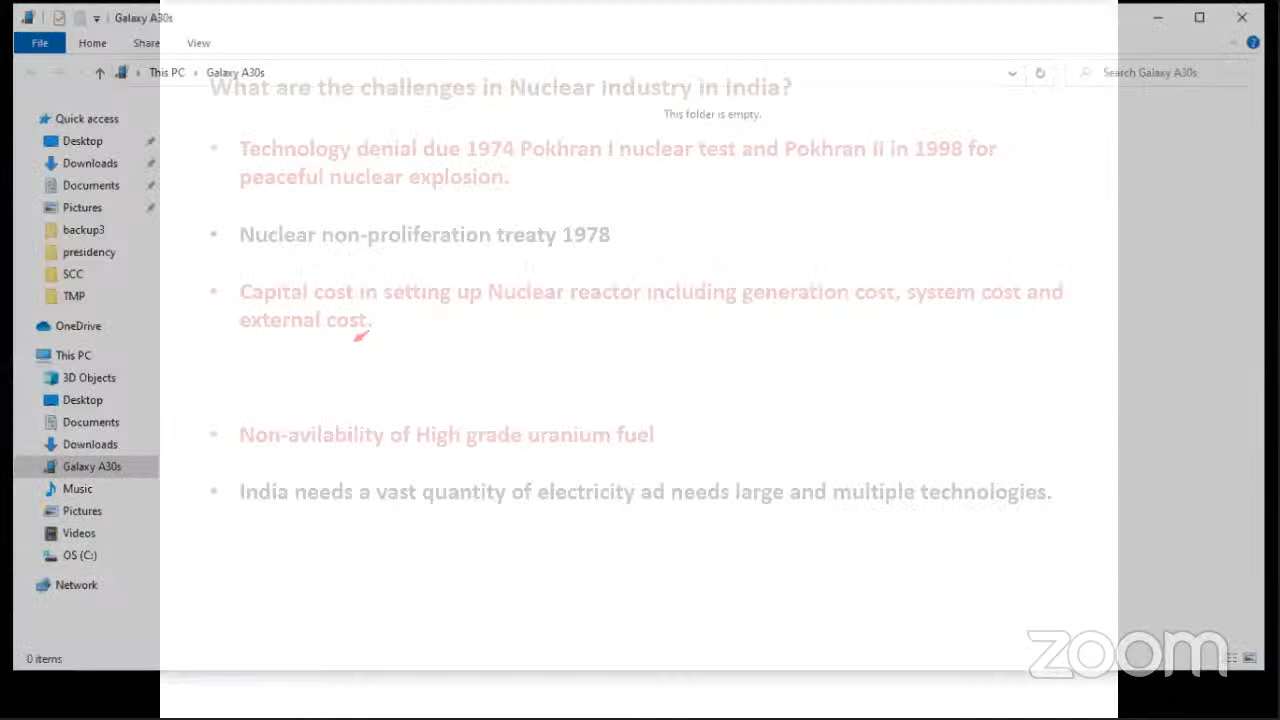 Galaxy A30s
File Home Share View
This PC Galaxy A30s
Search Galaxy A30s
What are the challenges in Nuclear Industry in India?
This folder is empty.
• Technology denial due 1974 Pokhran I nuclear test and Pokhran II in 1998 for
peaceful nuclear explosion.
• Nuclear non-proliferation treaty 1978
• Capital cost in setting up Nuclear reactor including generation cost, system cost and
external cost.
• Non-avilability of High grade uranium fuel
• India needs a vast quantity of electricity ad needs large and multiple technologies.
Quick access
Desktop
Downloads
Documents
Pictures
backup3
presidency
SCC
TMP
OneDrive
This PC
3D Objects
Desktop
Documents
Downloads
Galaxy A30s
Music
Pictures
Videos
OS (C:)
Network
0 items
zoom